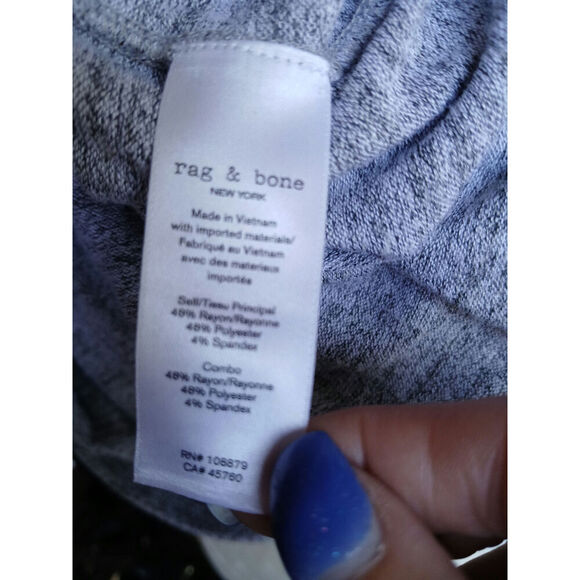 rag & bone
NEW YORK
Made in Vietnam
with imported materials/
Fabriqué au Vietnam
avec des materiaux
importés
Self/Tissu Principal
48% Rayon/Rayonne
48% Polyester
4% Spandex
Combo
48% Rayon/Rayonne
48% Polyester
4% Spandex
RN# 108879
CA# 45760